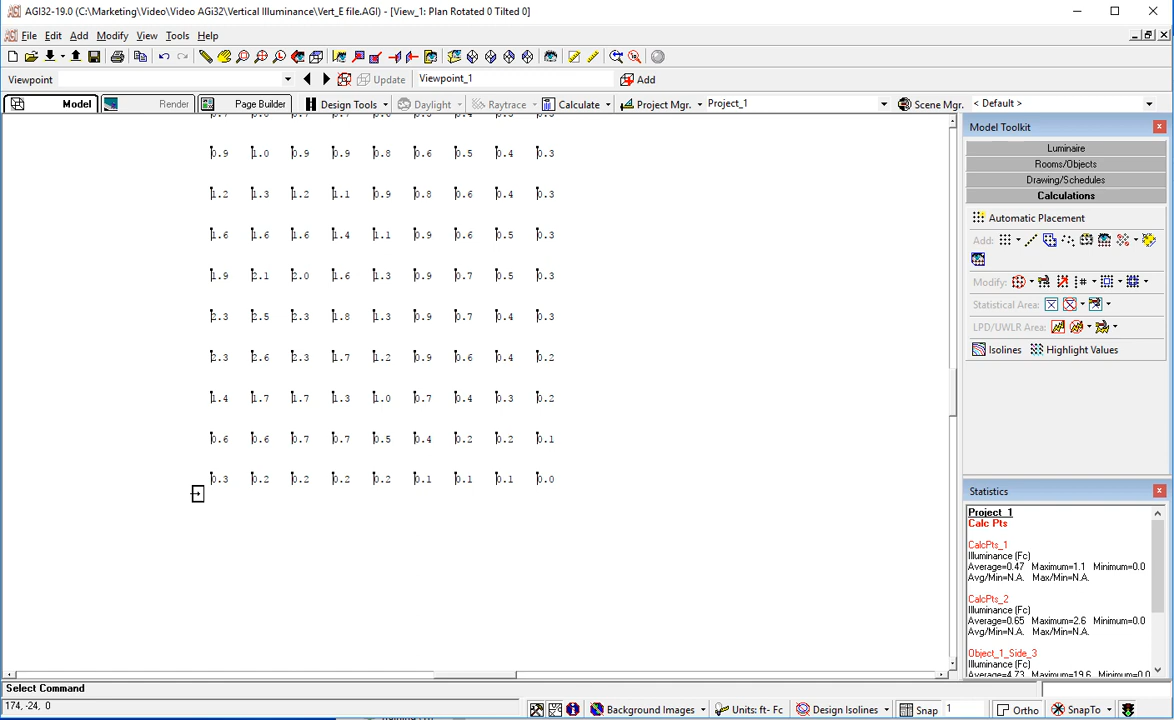 AGI32-19.0 (C:\Marketing\Video\Video AGi32\Vertical Illuminance\Vert_E file.AGI) - [View_1: Plan Rotated 0 Tilted 0]
File Edit Add Modify View Tools Help
Viewpoint Update Viewpoint_1 Add
Model Render Page Builder Design Tools Daylight Raytrace Calculate Project Mgr. Project_1 Scene Mgr. < Default >
0.9 1.0 0.9 0.9 0.8 0.6 0.5 0.4 0.3
1.2 1.3 1.2 1.1 0.9 0.8 0.6 0.4 0.3
1.6 1.6 1.6 1.4 1.1 0.9 0.6 0.5 0.3
1.9 2.1 2.0 1.6 1.3 0.9 0.7 0.5 0.3
2.3 2.5 2.3 1.8 1.3 0.9 0.7 0.4 0.3
2.3 2.6 2.3 1.7 1.2 0.9 0.6 0.4 0.2
1.4 1.7 1.7 1.3 1.0 0.7 0.4 0.3 0.2
0.6 0.6 0.7 0.7 0.5 0.4 0.2 0.2 0.1
0.3 0.2 0.2 0.2 0.2 0.1 0.1 0.1 0.0
Model Toolkit
Luminaire
Rooms/Objects
Drawing/Schedules
Calculations
Automatic Placement
Add:
Modify:
Statistical Area:
LPD/UWLR Area:
Isolines Highlight Values
Statistics
Project_1
Calc Pts
CalcPts_1
Illuminance (Fc)
Average=0.47 Maximum=1.1 Minimum=0.0
Avg/Min=N.A. Max/Min=N.A.
CalcPts_2
Illuminance (Fc)
Average=0.65 Maximum=2.6 Minimum=0.0
Avg/Min=N.A. Max/Min=N.A.
Object_1_Side_3
Illuminance (Fc)
Average=4.73 Maximum=19.6 Minimum=0.0
Select Command
174, -24, 0
Background Images Units: ft- Fc Design Isolines Snap 1 Ortho SnapTo